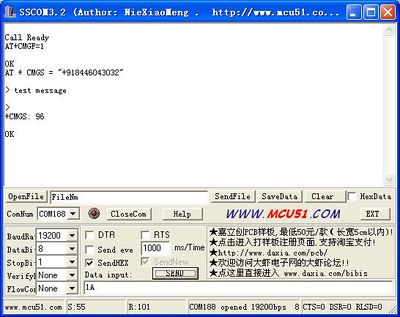 SSCOM3.2 (Author: NieXiaoMeng . http://www.mcu51.co...
Call Ready
AT+CMGF=1
OK
AT + CMGS = "+918446043032"
> test message
>
+CMGS: 96
OK
OpenFile FileNm SendFile SaveData Clear HexData
ComNum COM188 CloseCom Help WWW.MCU51.COM EXT
BaudRa 19200 DTR RTS
DataBi 8 Send eve 1000 ms/Time
StopBi 1 SendHEX SendNew
Verify Data input: SEND
FlowCon 1A
★嘉立创PCB样板,最低50元/款(长宽5cm以内)!
★点击进入打样板注册页面,支持淘宝支付!
★http://www.daxia.com/pcb/
★欢迎访问大虾电子网的大虾论坛!!
★点这里直接进入 www.daxia.com/bibis
www.mcu51.com S:55 R:101 COM188 opened 19200bps 8 CTS=0 DSR=0 RLSD=0